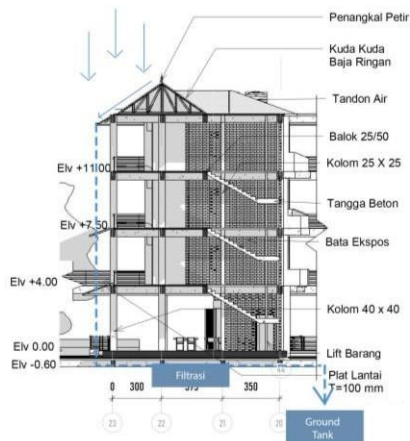 Penangkal Petir
Kuda Kuda
Baja Ringan
Tandon Air
Balok 25/50
Kolom 25 X 25
Elv +11.00
Tangga Beton
Elv +7.50
Bata Ekspos
Elv +4.00
Kolom 40 x 40
Elv 0.00
Lift Barang
Elv -0.60
Plat Lantai
T=100 mm
Filtrasi
0 300 375 350
23 22 21 20
Ground
Tank